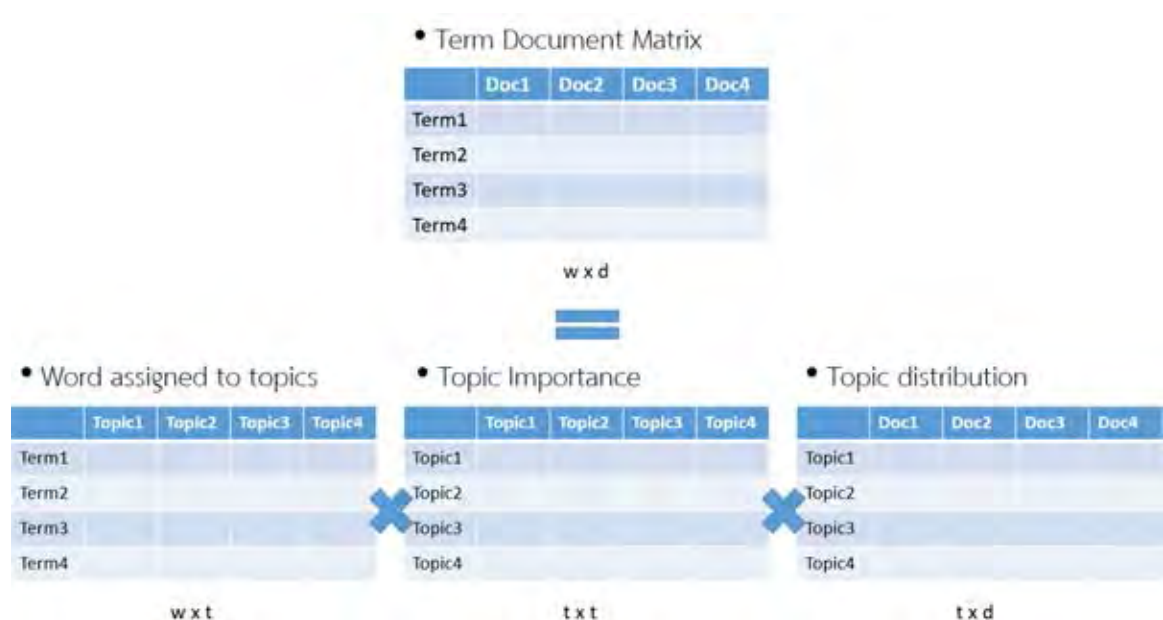 • Term Document Matrix
Doc1 Doc2 Doc3 Doc4
Term1
Term2
Term3
Term4
w x d
• Word assigned to topics
Topic1 Topic2 Topic3 Topic4
Term1
Term2
Term3
Term4
w x t
• Topic Importance
Topic1 Topic2 Topic3 Topic4
Topic1
Topic2
Topic3
Topic4
t x t
• Topic distribution
Doc1 Doc2 Doc3 Doc4
Topic1
Topic2
Topic3
Topic4
t x d